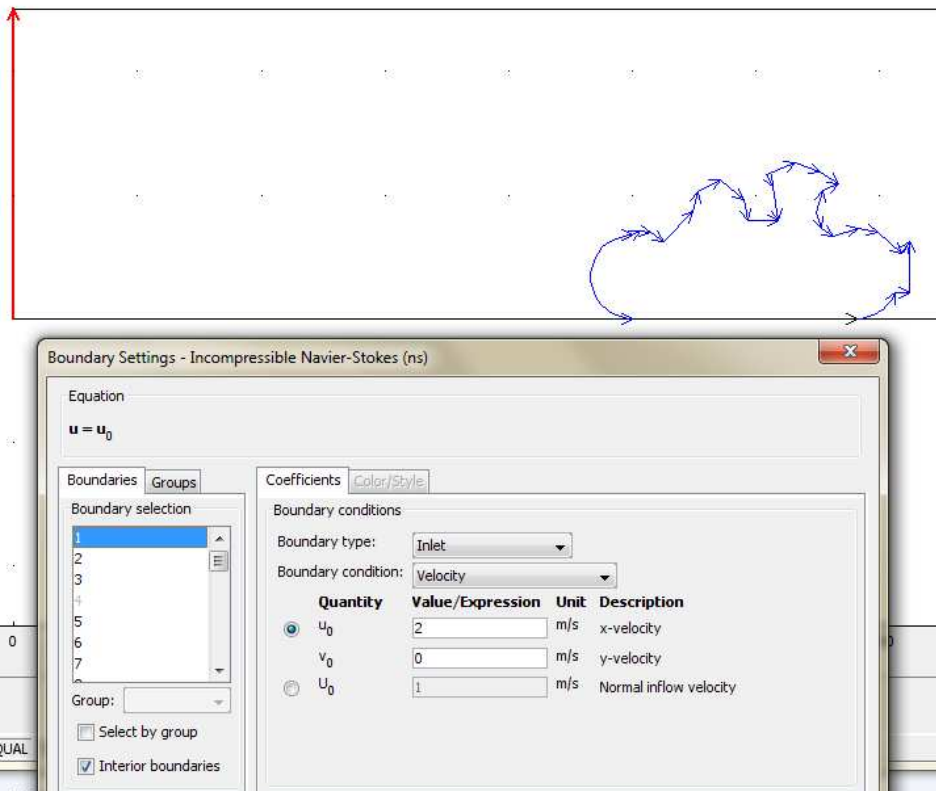 Boundary Settings - Incompressible Navier-Stokes (ns)
Equation
u = u0
Boundaries Groups
Boundary selection
1
2
3
4
5
6
7
Group:
Select by group
Interior boundaries
Coefficients Color/Style
Boundary conditions
Boundary type: Inlet
Boundary condition: Velocity
Quantity Value/Expression Unit Description
u0 2 m/s x-velocity
v0 0 m/s y-velocity
U0 1 m/s Normal inflow velocity
0
QUAL